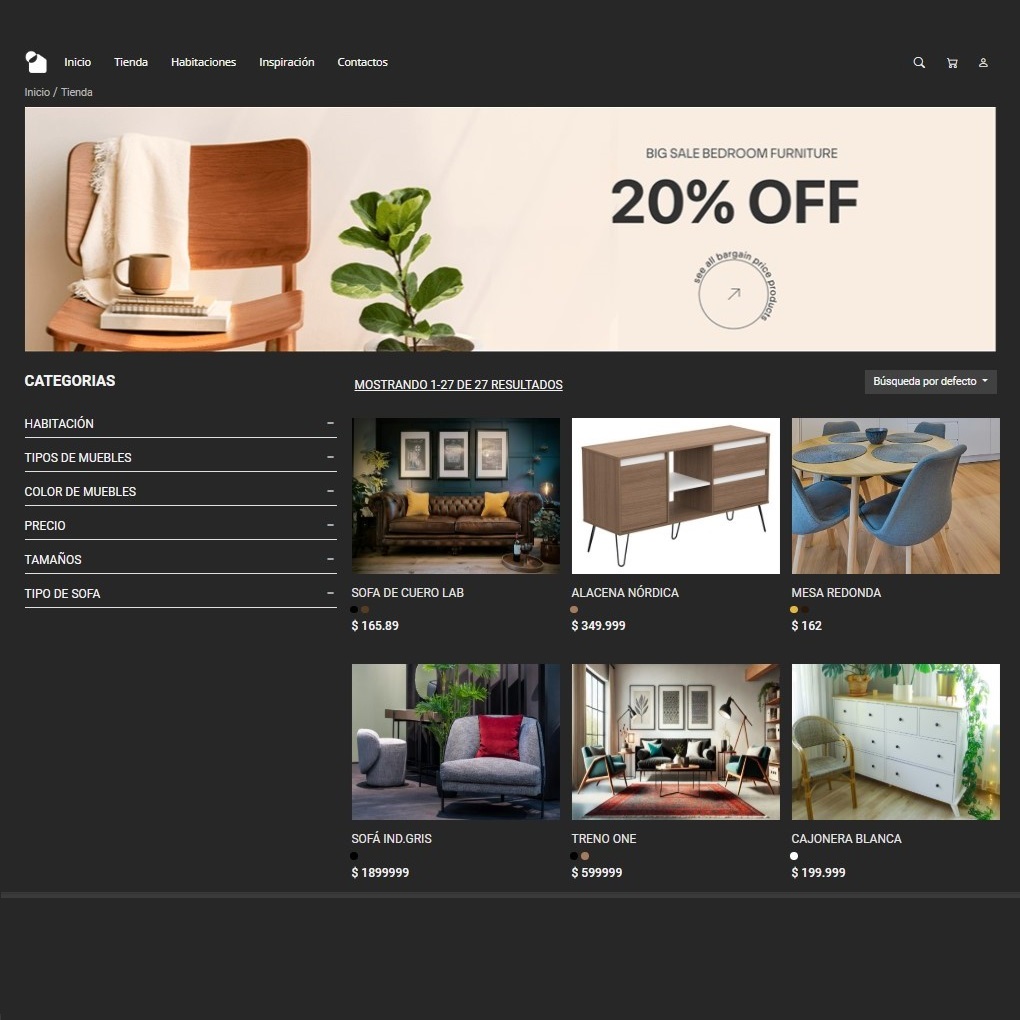 Inicio Tienda Habitaciones Inspiración Contactos
Inicio / Tienda
BIG SALE BEDROOM FURNITURE
20% OFF
see all bargain price products
CATEGORIAS
HABITACIÓN
TIPOS DE MUEBLES
COLOR DE MUEBLES
PRECIO
TAMAÑOS
TIPO DE SOFA
MOSTRANDO 1-27 DE 27 RESULTADOS
Búsqueda por defecto
SOFA DE CUERO LAB
$ 165.89
ALACENA NÓRDICA
$ 349.999
MESA REDONDA
$ 162
SOFÁ IND.GRIS
$ 1899999
TRENO ONE
$ 599999
CAJONERA BLANCA
$ 199.999